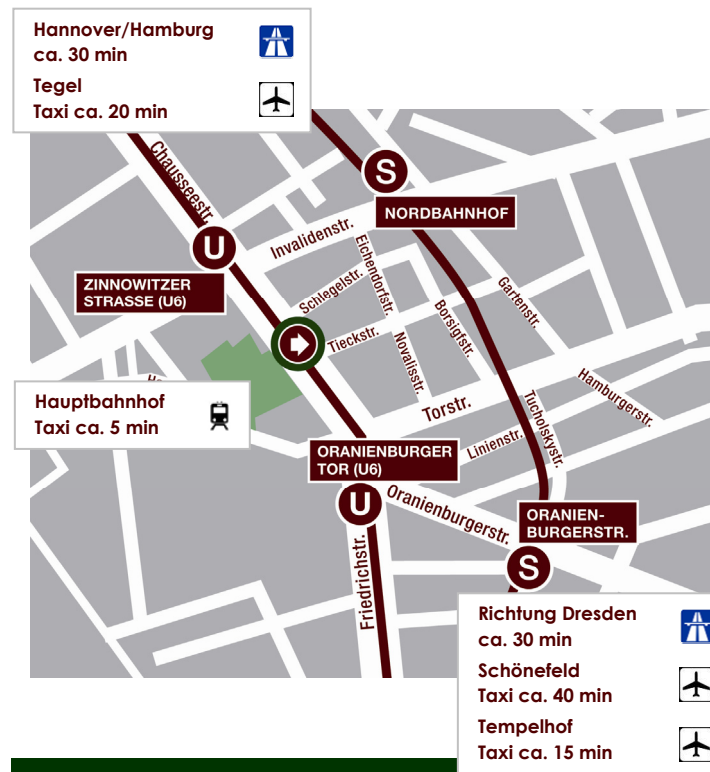 Hannover/Hamburg
ca. 30 min
Tegel
Taxi ca. 20 min
Chausseestr.
S
NORDBAHNHOF
U
Invalidenstr.
ZINNOWITZER
STRASSE (U6)
Schlegelstr.
Eichendorfstr.
Gartenstr.
Borsigfstr.
Tieckstr.
Novalisstr.
Hauptbahnhof
Taxi ca. 5 min
Torstr.
Hamburgerstr.
Tucholskystr.
Linienstr.
ORANIENBURGER
TOR (U6)
U
Oranienburgerstr.
ORANIEN-
BURGERSTR.
S
Friedrichstr.
Richtung Dresden
ca. 30 min
Schönefeld
Taxi ca. 40 min
Tempelhof
Taxi ca. 15 min